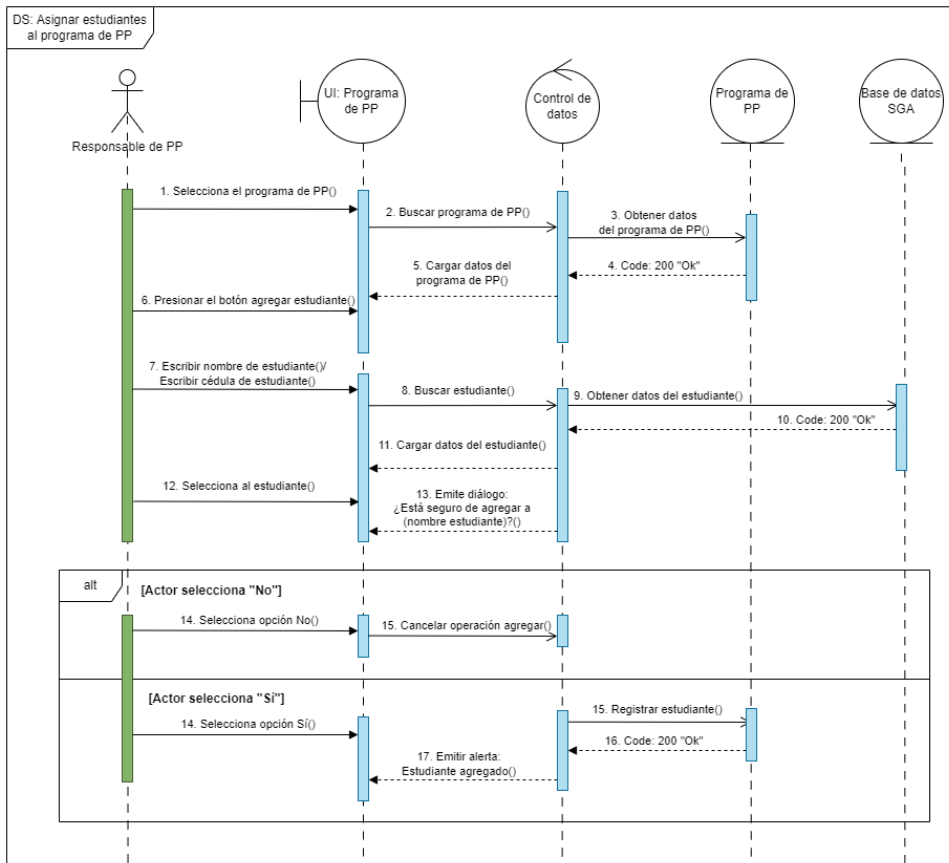 DS: Asignar estudiantes
al programa de PP
Responsable de PP
UI: Programa
de PP
Control de
datos
Programa de
PP
Base de datos
SGA
1. Selecciona el programa de PP()
2. Buscar programa de PP()
3. Obtener datos
del programa de PP()
4. Code: 200 "Ok"
5. Cargar datos del
programa de PP()
6. Presionar el botón agregar estudiante()
7. Escribir nombre de estudiante()/
Escribir cédula de estudiante()
8. Buscar estudiante()
9. Obtener datos del estudiante()
10. Code: 200 "Ok"
11. Cargar datos del estudiante()
12. Selecciona al estudiante()
13. Emite diálogo:
¿Está seguro de agregar a
(nombre estudiante)?()
alt
[Actor selecciona "No"]
14. Selecciona opción No()
15. Cancelar operación agregar()
[Actor selecciona "Sí"]
14. Selecciona opción Sí()
15. Registrar estudiante()
16. Code: 200 "Ok"
17. Emitir alerta:
Estudiante agregado()